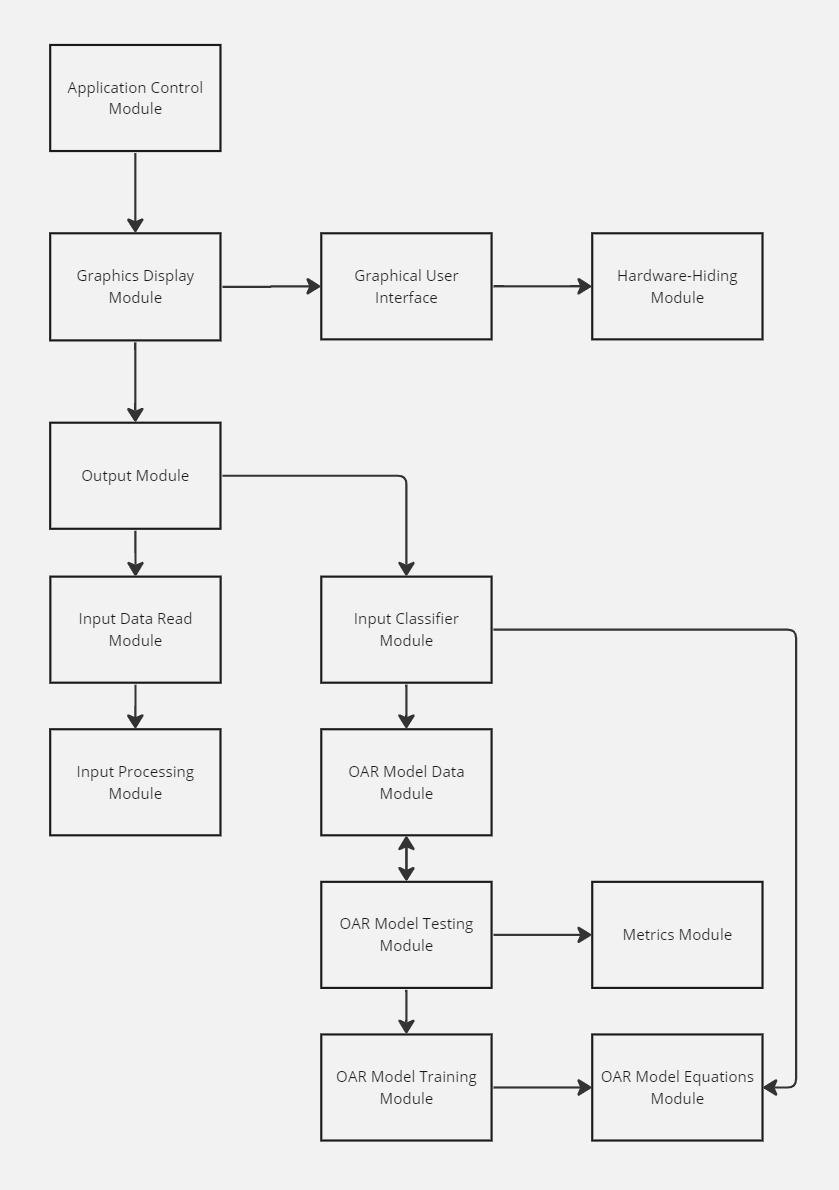 Application Control
Module
Graphics Display
Module
Graphical User
Interface
Hardware-Hiding
Module
Output Module
Input Data Read
Module
Input Classifier
Module
Input Processing
Module
OAR Model Data
Module
OAR Model Testing
Module
Metrics Module
OAR Model Training
Module
OAR Model Equations
Module